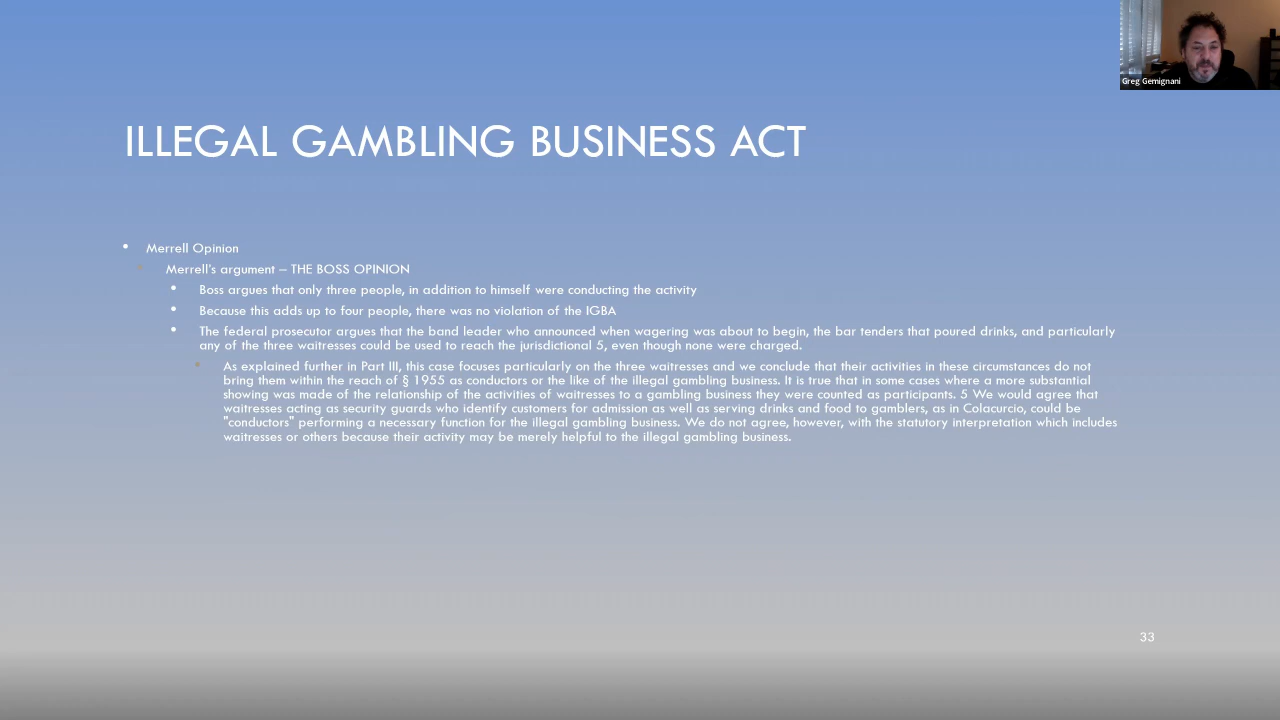 Greg Gemignani
ILLEGAL GAMBLING BUSINESS ACT
• Merrell Opinion
• Merrell's argument – THE BOSS OPINION
• Boss argues that only three people, in addition to himself were conducting the activity
• Because this adds up to four people, there was no violation of the IGBA
• The federal prosecutor argues that the band leader who announced when wagering was about to begin, the bar tenders that poured drinks, and particularly
any of the three waitresses could be used to reach the jurisdictional 5, even though none were charged.
• As explained further in Part III, this case focuses particularly on the three waitresses and we conclude that their activities in these circumstances do not
bring them within the reach of § 1955 as conductors or the like of the illegal gambling business. It is true that in some cases where a more substantial
showing was made of the relationship of the activities of waitresses to a gambling business they were counted as participants. 5 We would agree that
waitresses acting as security guards who identify customers for admission as well as serving drinks and food to gamblers, as in Colacurcio, could be
"conductors" performing a necessary function for the illegal gambling business. We do not agree, however, with the statutory interpretation which includes
waitresses or others because their activity may be merely helpful to the illegal gambling business.
33